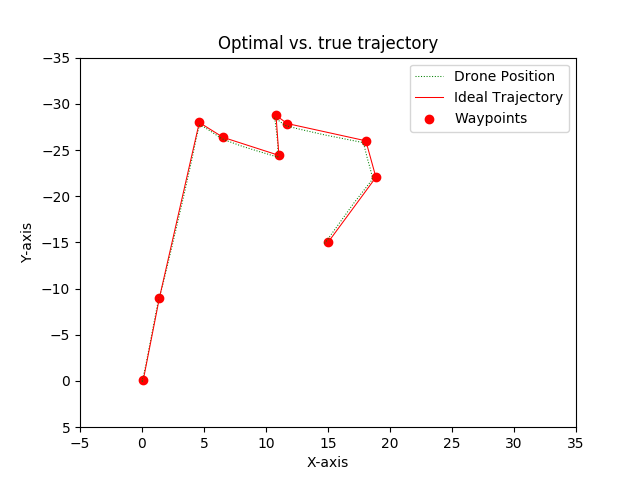 Optimal vs. true trajectory
−35
−30
−25
−20
−15
−10
−5
0
5
Y-axis
Drone Position
Ideal Trajectory
Waypoints
−5 0 5 10 15 20 25 30 35
X-axis